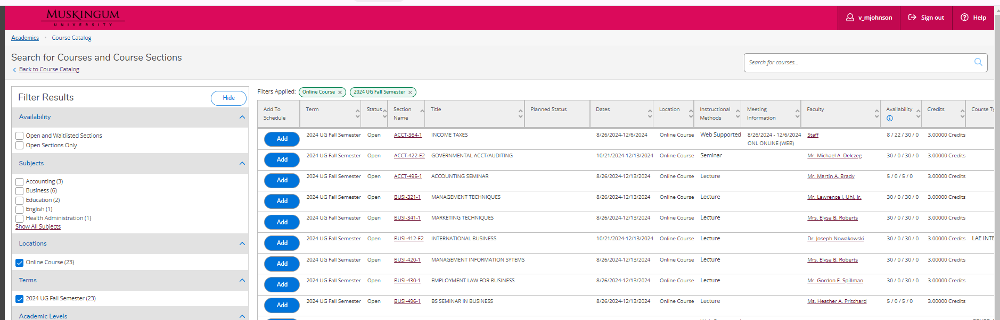 MUSKINGUM
UNIVERSITY
v_mjohnson
Sign out
Help
Academics · Course Catalog
Search for Courses and Course Sections
Back to Course Catalog
Search for courses...
Filter Results
Hide
Availability
Open and Waitlisted Sections
Open Sections Only
Subjects
Accounting (3)
Business (6)
Education (2)
English (1)
Health Administration (1)
Show All Subjects
Locations
Online Course (23)
Terms
2024 UG Fall Semester (23)
Academic Levels
Filters Applied: Online Course × 2024 UG Fall Semester ×
Add To Schedule Term Status Section Name Title Planned Status Dates Location Instructional Methods Meeting Information Faculty Availability Credits Course Ty
Add 2024 UG Fall Semester Open ACCT-364-1 INCOME TAXES 8/26/2024-12/6/2024 Online Course Web Supported 8/26/2024 - 12/6/2024 Staff 8 / 22 / 30 / 0 3.00000 Credits
ONL ONLINE (WEB)
Add 2024 UG Fall Semester Open ACCT-422-E2 GOVERNMENTAL ACCT/AUDITING 10/21/2024-12/13/2024 Online Course Seminar Mr. Michael A. Delczeg 30 / 0 / 30 / 0 3.00000 Credits
Add 2024 UG Fall Semester Open ACCT-495-1 ACCOUNTING SEMINAR 8/26/2024-12/13/2024 Online Course Lecture Mr. Martin A. Brady 5 / 0 / 5 / 0 3.00000 Credits
Add 2024 UG Fall Semester Open BUSI-321-1 MANAGEMENT TECHNIQUES 8/26/2024-12/13/2024 Online Course Lecture Mr. Lawrence J. Uhl, Jr. 30 / 0 / 30 / 0 3.00000 Credits
Add 2024 UG Fall Semester Open BUSI-341-1 MARKETING TECHNIQUES 8/26/2024-12/13/2024 Online Course Lecture Mrs. Elysa B. Roberts 30 / 0 / 30 / 0 3.00000 Credits
Add 2024 UG Fall Semester Open BUSI-412-E2 INTERNATIONAL BUSINESS 10/21/2024-12/13/2024 Online Course Lecture Dr. Joseph Nowakowski 30 / 0 / 30 / 0 3.00000 Credits LAE INTE
Add 2024 UG Fall Semester Open BUSI-420-1 MANAGEMENT INFORMATION SYTEMS 8/26/2024-12/13/2024 Online Course Lecture Mrs. Elysa B. Roberts 30 / 0 / 30 / 0 3.00000 Credits
Add 2024 UG Fall Semester Open BUSI-430-1 EMPLOYMENT LAW FOR BUSINESS 8/26/2024-12/13/2024 Online Course Lecture Mr. Gordon E. Spillman 30 / 0 / 30 / 0 3.00000 Credits
Add 2024 UG Fall Semester Open BUSI-496-1 BS SEMINAR IN BUSINESS 8/26/2024-12/13/2024 Online Course Lecture Ms. Heather A. Pritchard 5 / 0 / 5 / 0 3.00000 Credits